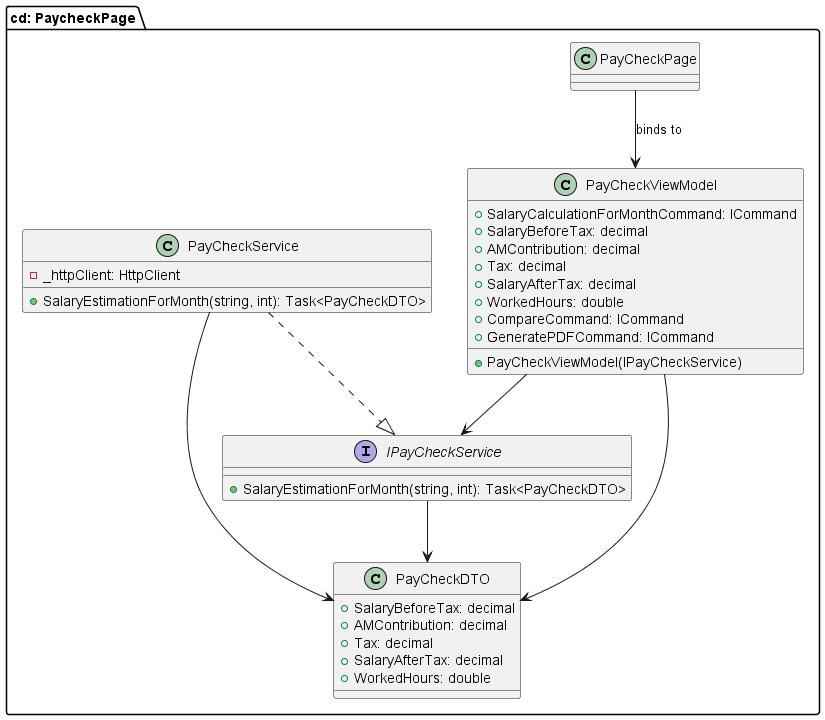 cd: PaycheckPage
C PayCheckPage
binds to
C PayCheckViewModel
SalaryCalculationForMonthCommand: ICommand
SalaryBeforeTax: decimal
AMContribution: decimal
Tax: decimal
SalaryAfterTax: decimal
WorkedHours: double
CompareCommand: ICommand
GeneratePDFCommand: ICommand
PayCheckViewModel(IPayCheckService)
C PayCheckService
_httpClient: HttpClient
SalaryEstimationForMonth(string, int): Task<PayCheckDTO>
I IPayCheckService
SalaryEstimationForMonth(string, int): Task<PayCheckDTO>
C PayCheckDTO
SalaryBeforeTax: decimal
AMContribution: decimal
Tax: decimal
SalaryAfterTax: decimal
WorkedHours: double